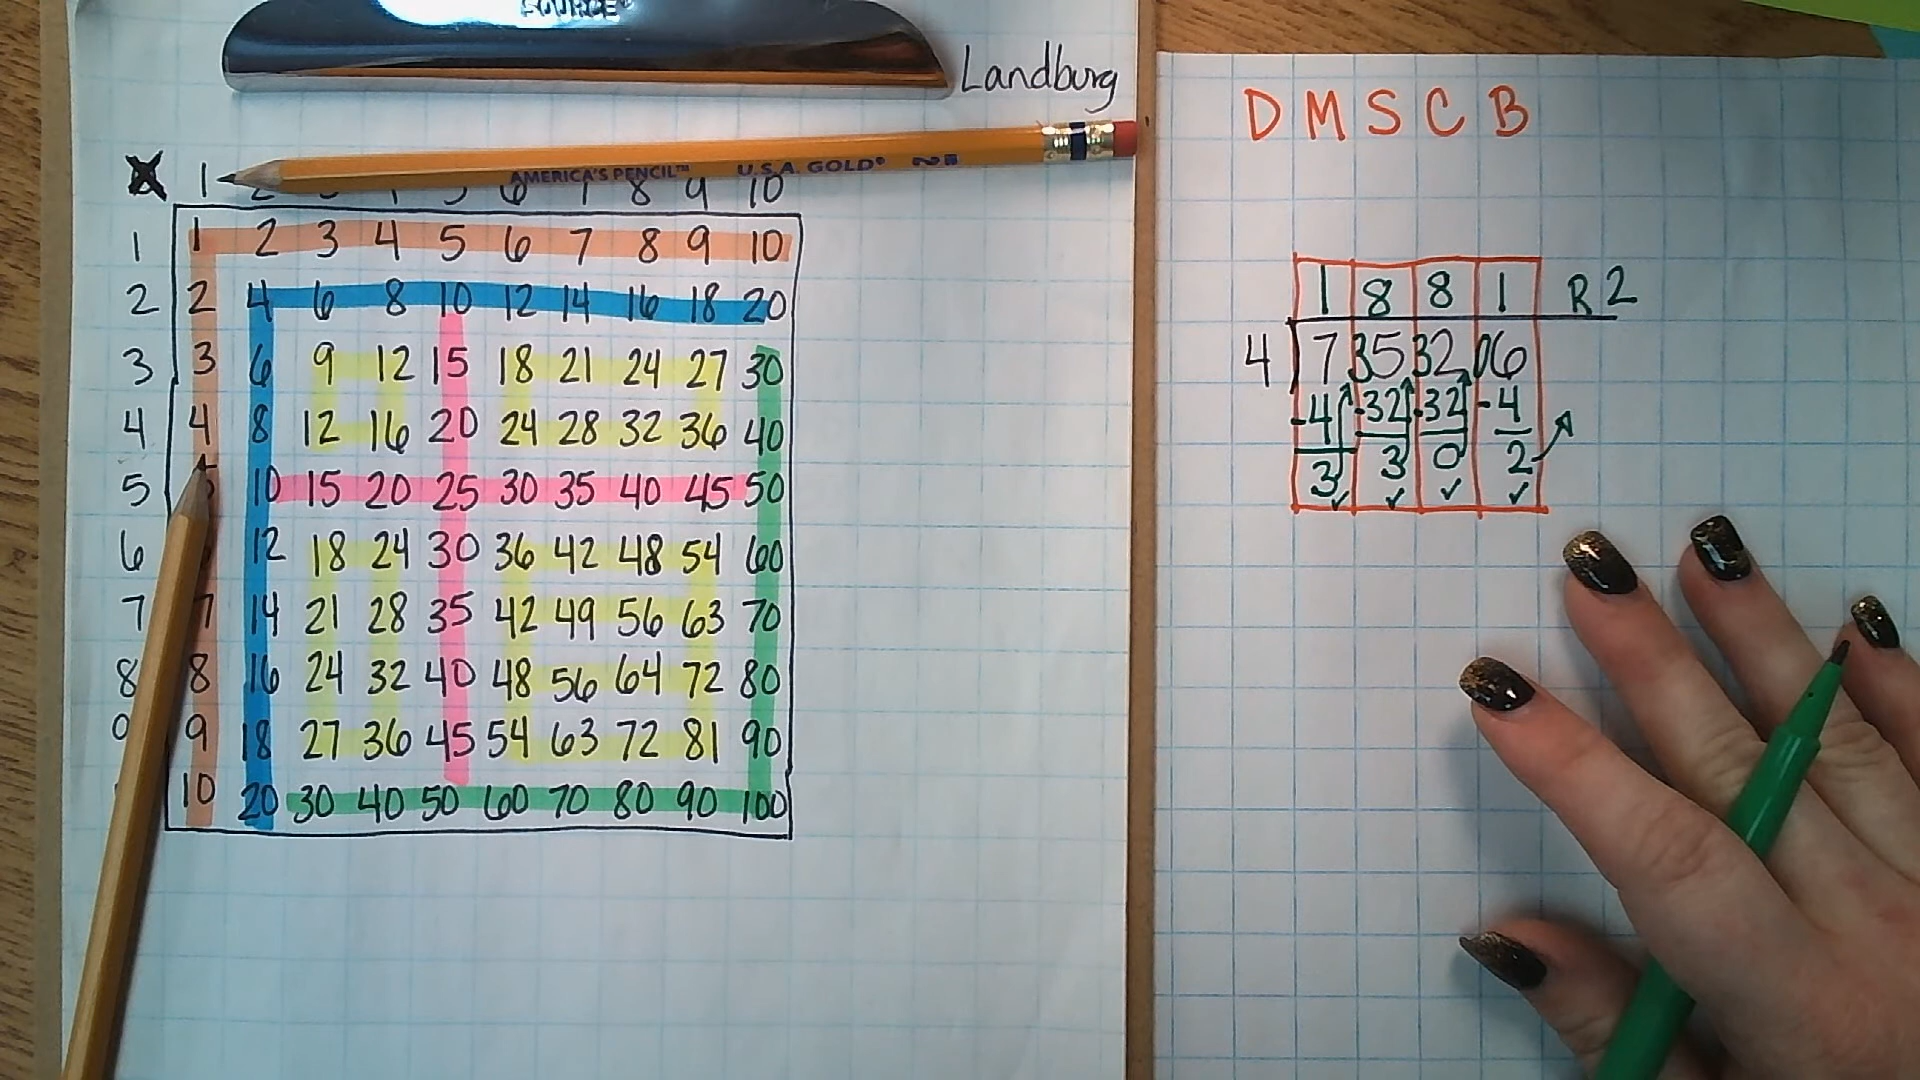 SOURCE
Landburg
AMERICA'S PENCIL™ U.S.A. GOLD® №2
X 1 2 3 4 5 6 7 8 9 10
1 1 2 3 4 5 6 7 8 9 10
2 2 4 6 8 10 12 14 16 18 20
3 3 6 9 12 15 18 21 24 27 30
4 4 8 12 16 20 24 28 32 36 40
5 5 10 15 20 25 30 35 40 45 50
6 12 18 24 30 36 42 48 54 60
7 7 14 21 28 35 42 49 56 63 70
8 8 16 24 32 40 48 56 64 72 80
9 9 18 27 36 45 54 63 72 81 90
10 20 30 40 50 60 70 80 90 100
D M S C B
1 8 8 1 R2
4 7 35 32 06
-4 -32 -32 -4
3 3 0 2